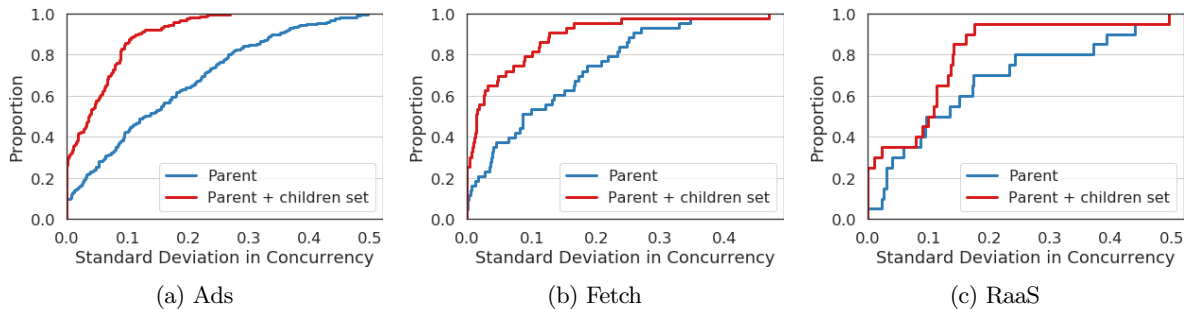 1.0
0.8
0.6
0.4
0.2
0.0
Proportion
Parent
Parent + children set
0.0 0.1 0.2 0.3 0.4 0.5
Standard Deviation in Concurrency
(a) Ads
1.0
0.8
0.6
0.4
0.2
0.0
Proportion
Parent
Parent + children set
0.0 0.2 0.4
Standard Deviation in Concurrency
(b) Fetch
1.0
0.8
0.6
0.4
0.2
0.0
Proportion
Parent
Parent + children set
0.0 0.1 0.2 0.3 0.4 0.5
Standard Deviation in Concurrency
(c) RaaS